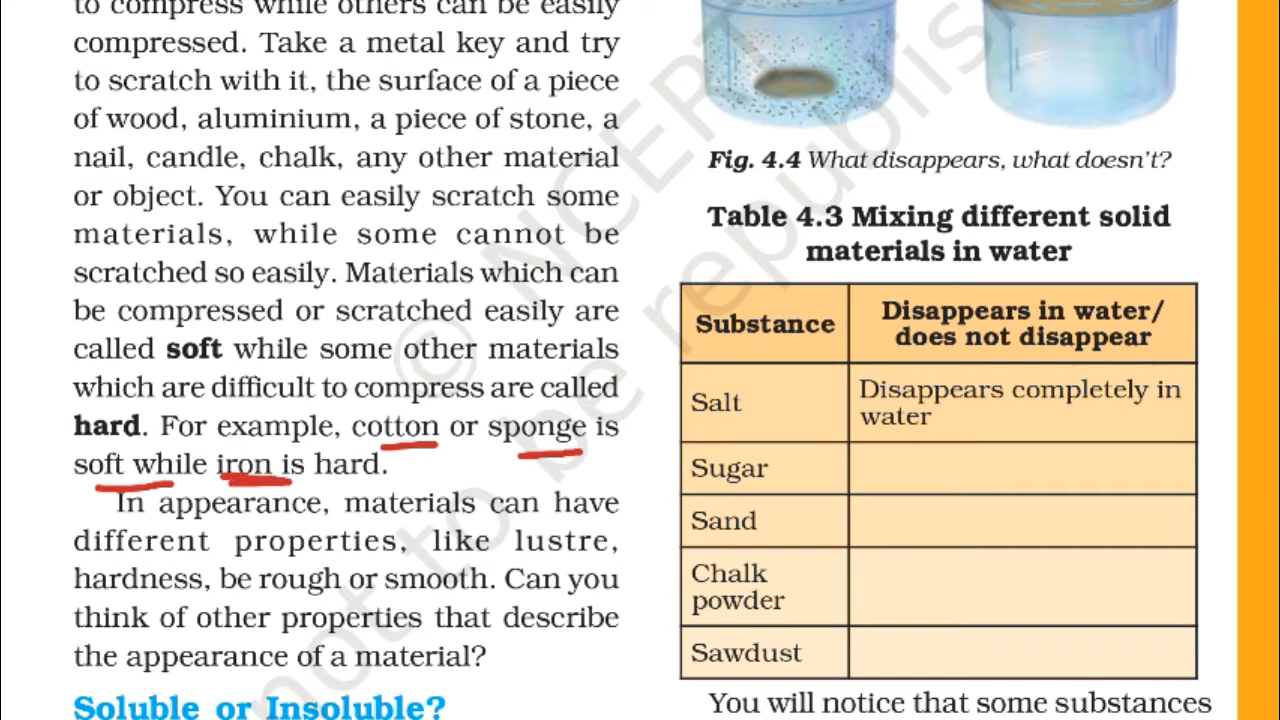 to compress while others can be easily
compressed. Take a metal key and try
to scratch with it, the surface of a piece
of wood, aluminium, a piece of stone, a
nail, candle, chalk, any other material
or object. You can easily scratch some
materials, while some cannot be
scratched so easily. Materials which can
be compressed or scratched easily are
called soft while some other materials
which are difficult to compress are called
hard. For example, cotton or sponge is
soft while iron is hard.
In appearance, materials can have
different properties, like lustre,
hardness, be rough or smooth. Can you
think of other properties that describe
the appearance of a material?
Soluble or Insoluble?
Fig. 4.4 What disappears, what doesn't?
Table 4.3 Mixing different solid
materials in water
Substance
Disappears in water/
does not disappear
Salt
Disappears completely in
water
Sugar
Sand
Chalk
powder
Sawdust
You will notice that some substances
© NCERT
not to be republis